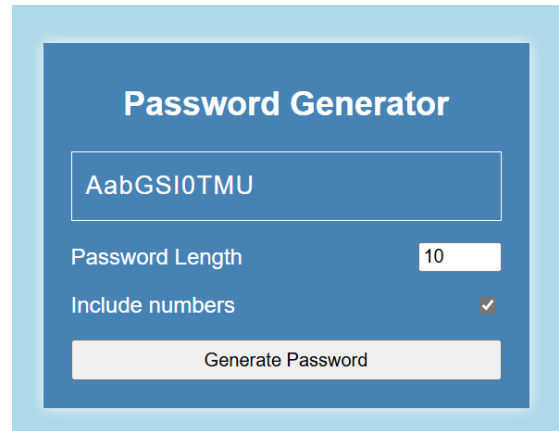 Password Generator
AabGSI0TMU
Password Length 10
Include numbers
Generate Password